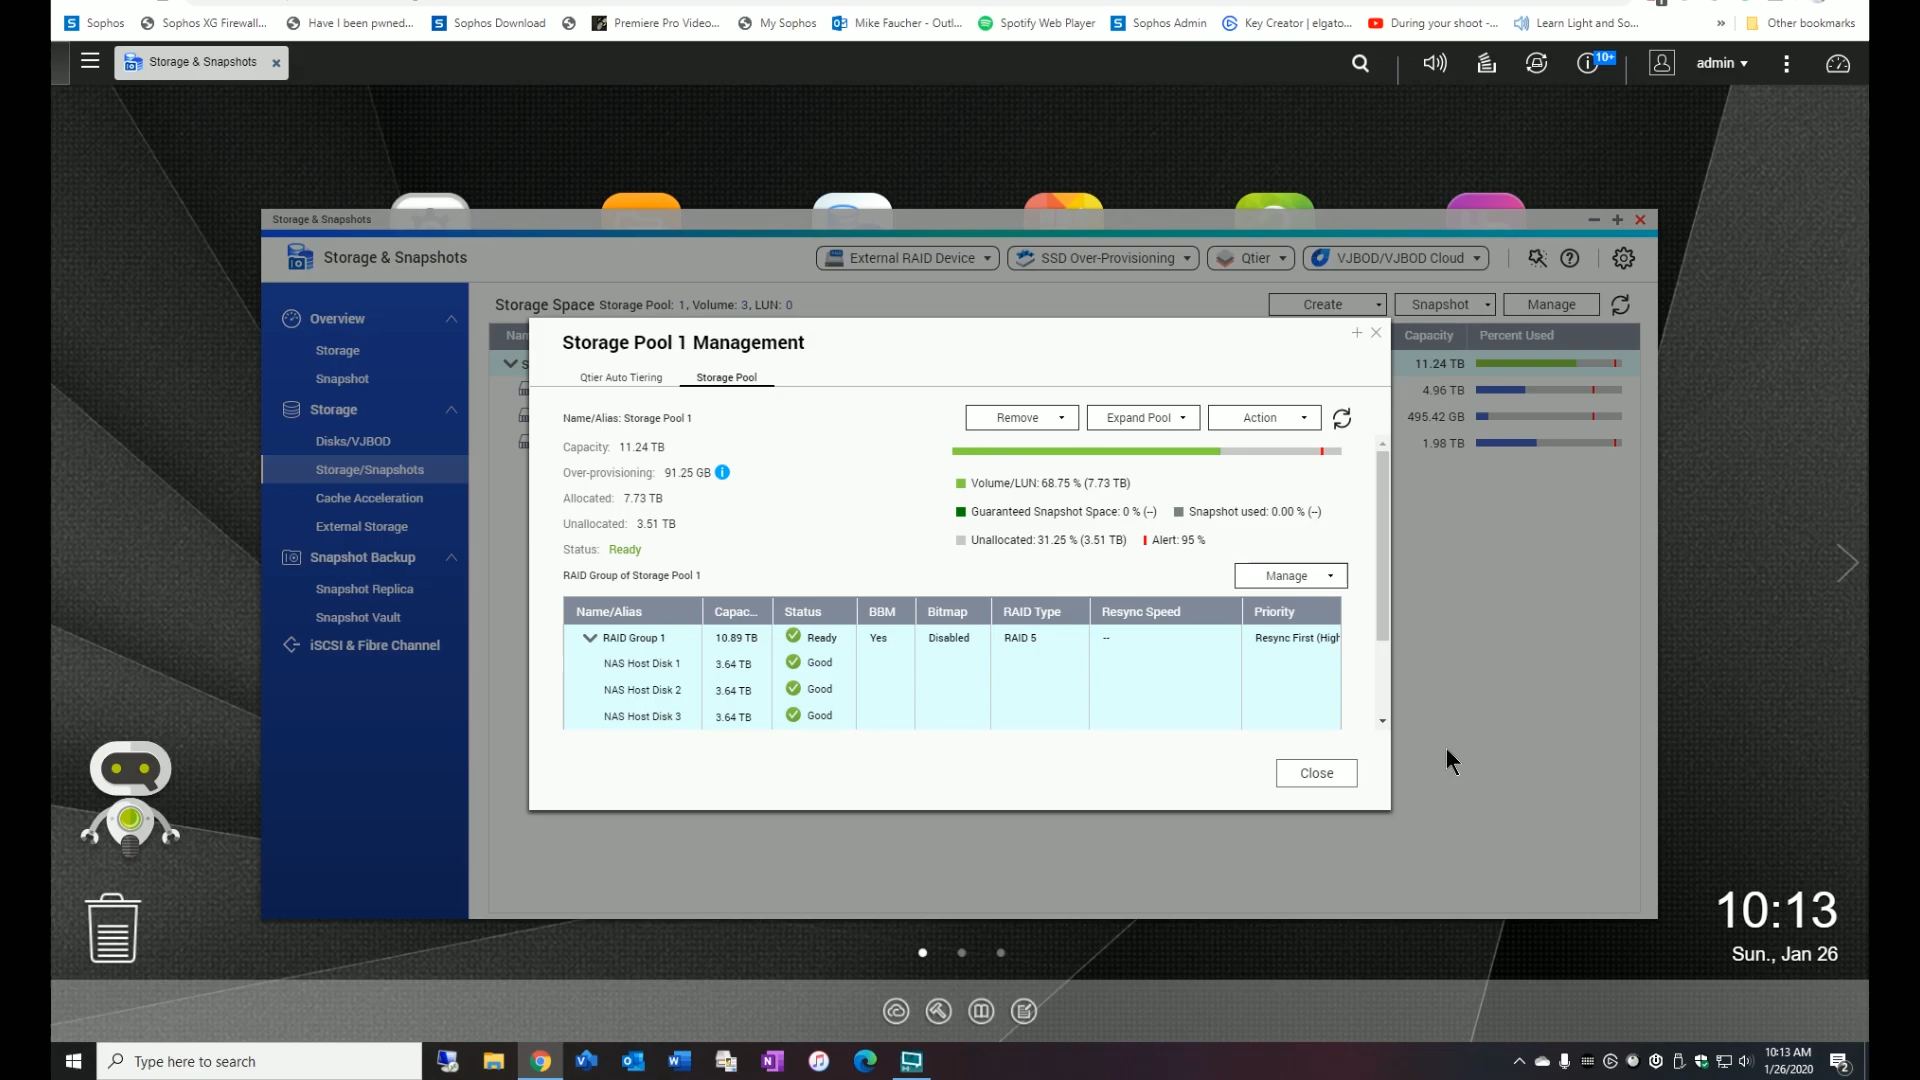 Sophos
Sophos XG Firewall...
Have I been pwned...
Sophos Download
Premiere Pro Video...
My Sophos
Mike Faucher - Outl...
Spotify Web Player
Sophos Admin
Key Creator | elgato...
During your shoot -...
Learn Light and So...
»
Other bookmarks
Storage & Snapshots
10+
admin
Storage & Snapshots
Storage & Snapshots
External RAID Device
SSD Over-Provisioning
Qtier
VJBOD/VJBOD Cloud
Overview
Storage
Snapshot
Storage
Disks/VJBOD
Storage/Snapshots
Cache Acceleration
External Storage
Snapshot Backup
Snapshot Replica
Snapshot Vault
iSCSI & Fibre Channel
Storage Space Storage Pool: 1, Volume: 3, LUN: 0
Create
Snapshot
Manage
Capacity
Percent Used
11.24 TB
4.96 TB
495.42 GB
1.98 TB
Storage Pool 1 Management
Qtier Auto Tiering
Storage Pool
Name/Alias: Storage Pool 1
Remove
Expand Pool
Action
Capacity: 11.24 TB
Over-provisioning: 91.25 GB
Allocated: 7.73 TB
Unallocated: 3.51 TB
Status: Ready
Volume/LUN: 68.75 % (7.73 TB)
Guaranteed Snapshot Space: 0 % (--)
Snapshot used: 0.00 % (--)
Unallocated: 31.25 % (3.51 TB)
Alert: 95 %
RAID Group of Storage Pool 1
Manage
Name/Alias Capac... Status BBM Bitmap RAID Type Resync Speed Priority
RAID Group 1 10.89 TB Ready Yes Disabled RAID 5 -- Resync First (High
NAS Host Disk 1 3.64 TB Good
NAS Host Disk 2 3.64 TB Good
NAS Host Disk 3 3.64 TB Good
Close
10:13
Sun., Jan 26
Type here to search
10:13 AM
1/26/2020
2